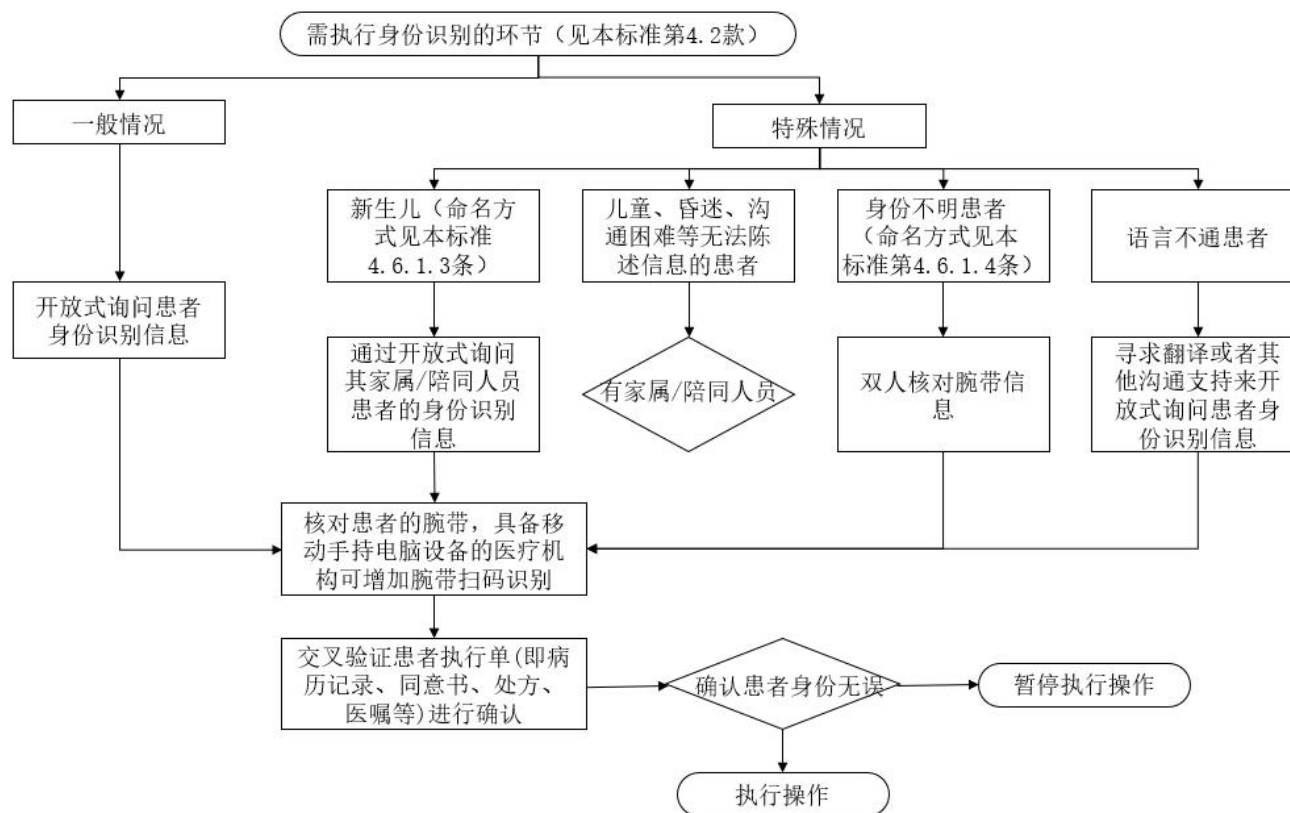 需执行身份识别的环节（见本标准第4.2款）
一般情况
特殊情况
新生儿（命名方
式见本标准
4.6.1.3条）
儿童、昏迷、沟
通困难等无法陈
述信息的患者
身份不明患者
（命名方式见本
标准第4.6.1.4条）
语言不通患者
开放式询问患者
身份识别信息
通过开放式询问
其家属/陪同人员
患者的身份识别
信息
有家属/陪同人员
双人核对腕带信
息
寻求翻译或者其
他沟通支持来开
放式询问患者身
份识别信息
核对患者的腕带，具备移
动手持电脑设备的医疗机
构可增加腕带扫码识别
交叉验证患者执行单(即病
历记录、同意书、处方、
医嘱等)进行确认
确认患者身份无误
暂停执行操作
执行操作